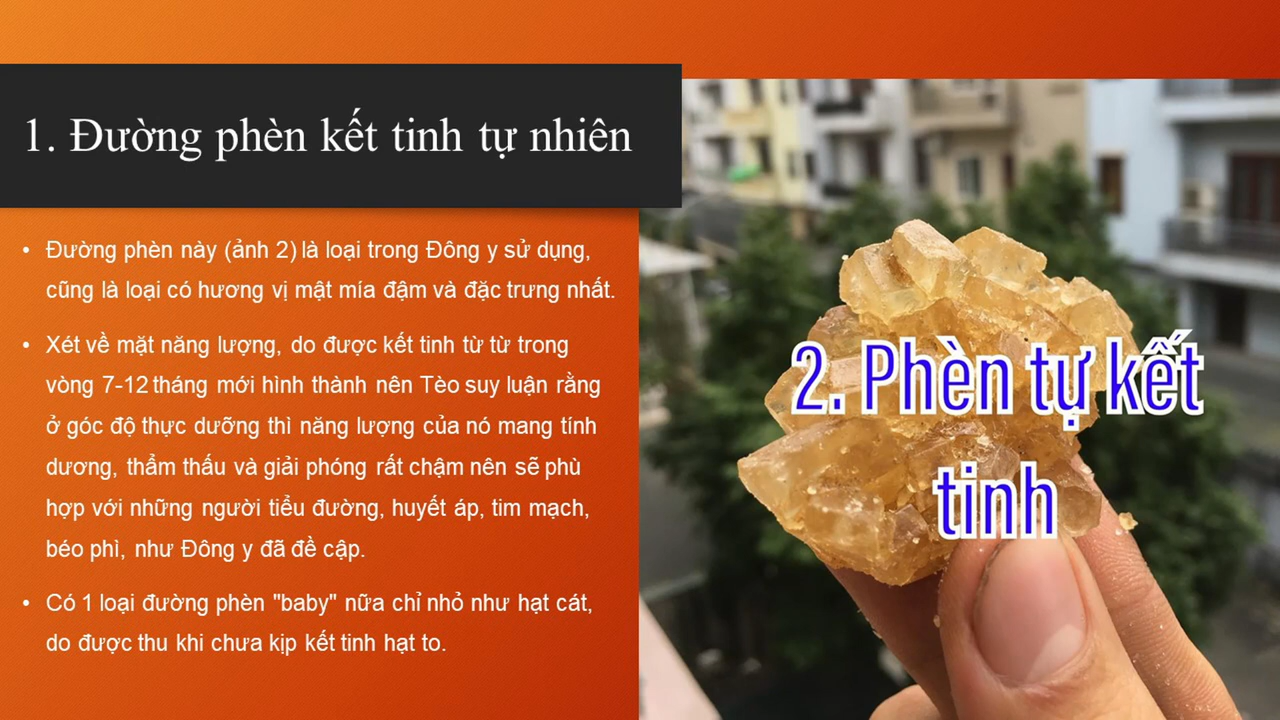 1. Đường phèn kết tinh tự nhiên
• Đường phèn này (ảnh 2) là loại trong Đông y sử dụng,
cũng là loại có hương vị mật mía đậm và đặc trưng nhất.
• Xét về mặt năng lượng, do được kết tinh từ từ trong
vòng 7-12 tháng mới hình thành nên Tèo suy luận rằng
ở góc độ thực dưỡng thì năng lượng của nó mang tính
dương, thẩm thấu và giải phóng rất chậm nên sẽ phù
hợp với những người tiểu đường, huyết áp, tim mạch,
béo phì, như Đông y đã đề cập.
• Có 1 loại đường phèn "baby" nữa chỉ nhỏ như hạt cát,
do được thu khi chưa kịp kết tinh hạt to.
2. Phèn tự kết
tinh